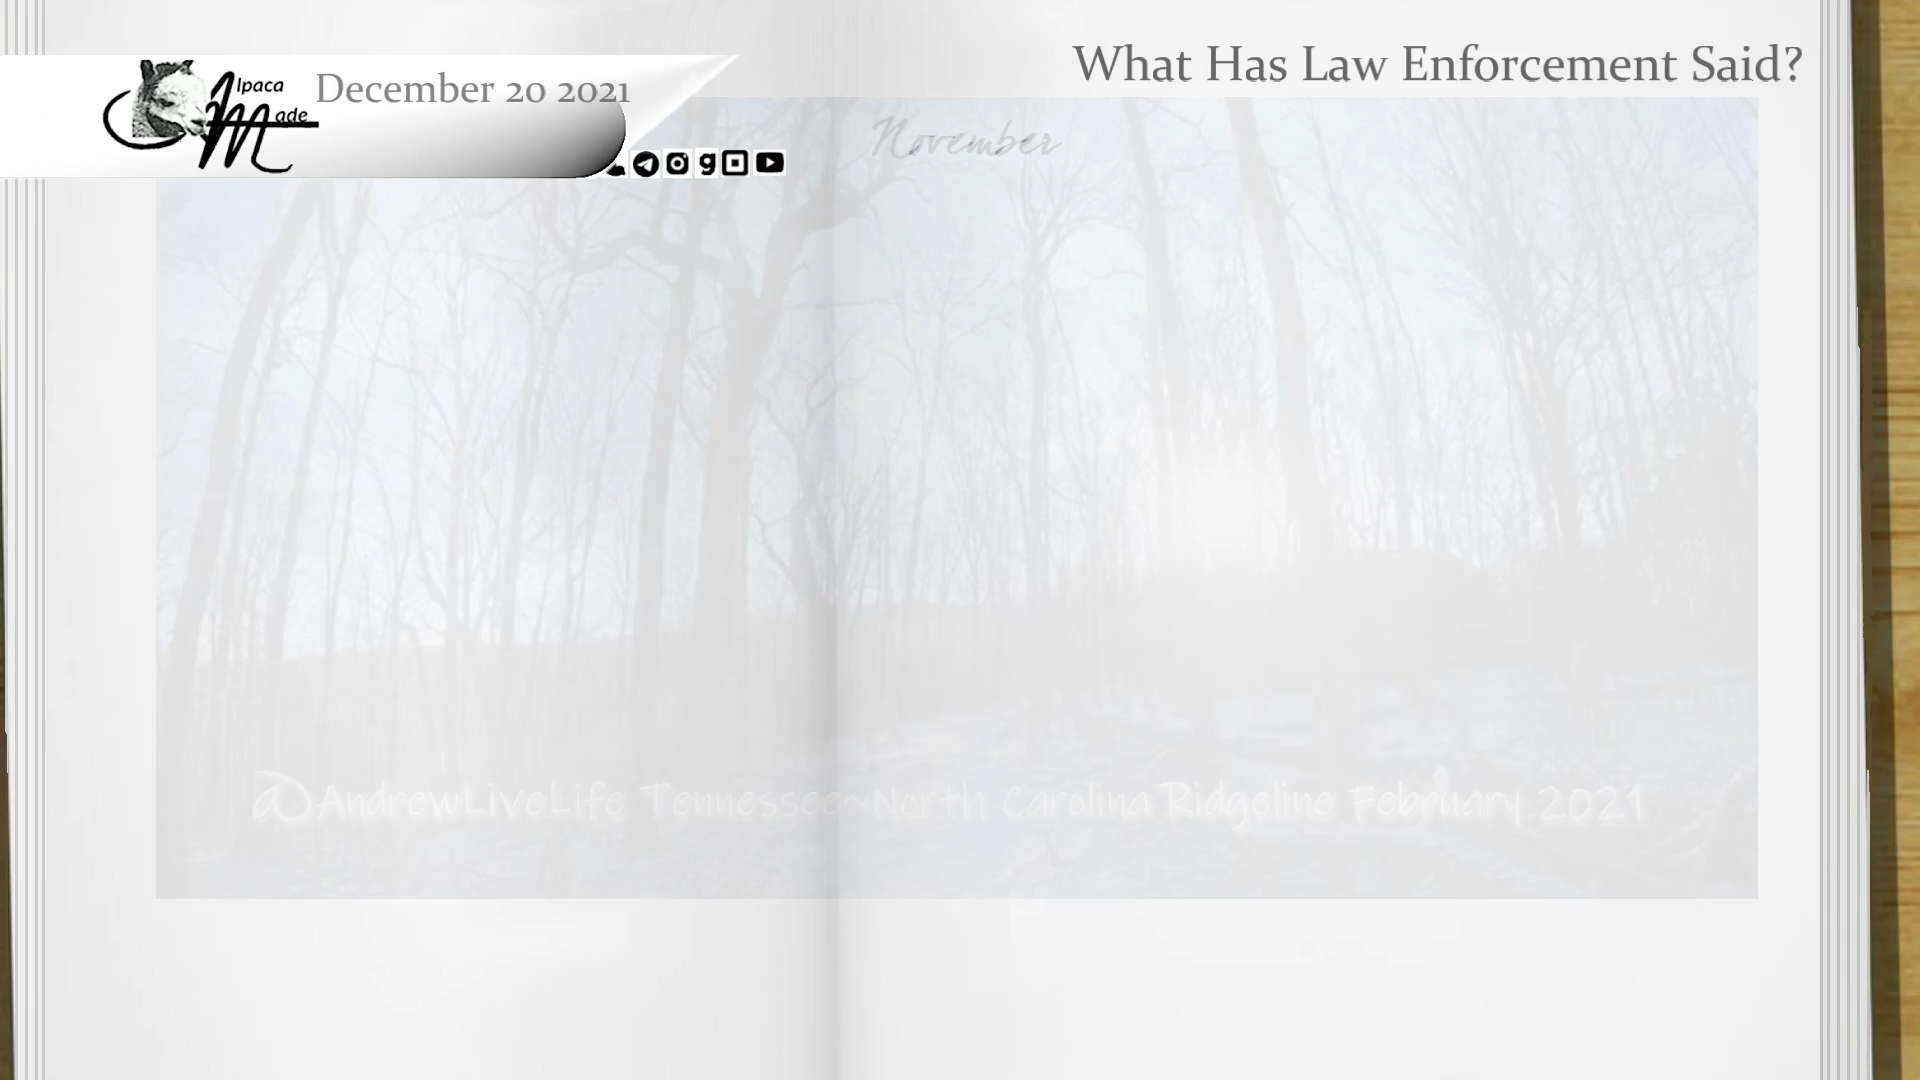 What Has Law Enforcement Said?
Alpaca Made
December 20 2021
November
@AndrewLiveLife Tennessee~North Carolina Ridgeline February 2021